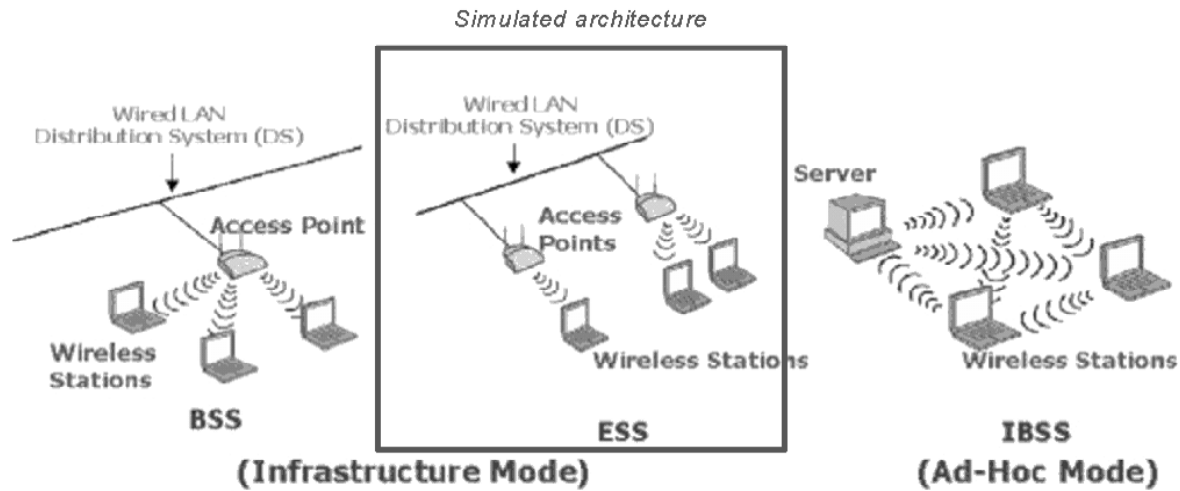 Simulated architecture
Wired LAN
Distribution System (DS)
Access Point
Wireless
Stations
BSS
Wired LAN
Distribution System (DS)
Access
Points
Wireless Stations
ESS
(Infrastructure Mode)
Server
Wireless Stations
IBSS
(Ad-Hoc Mode)